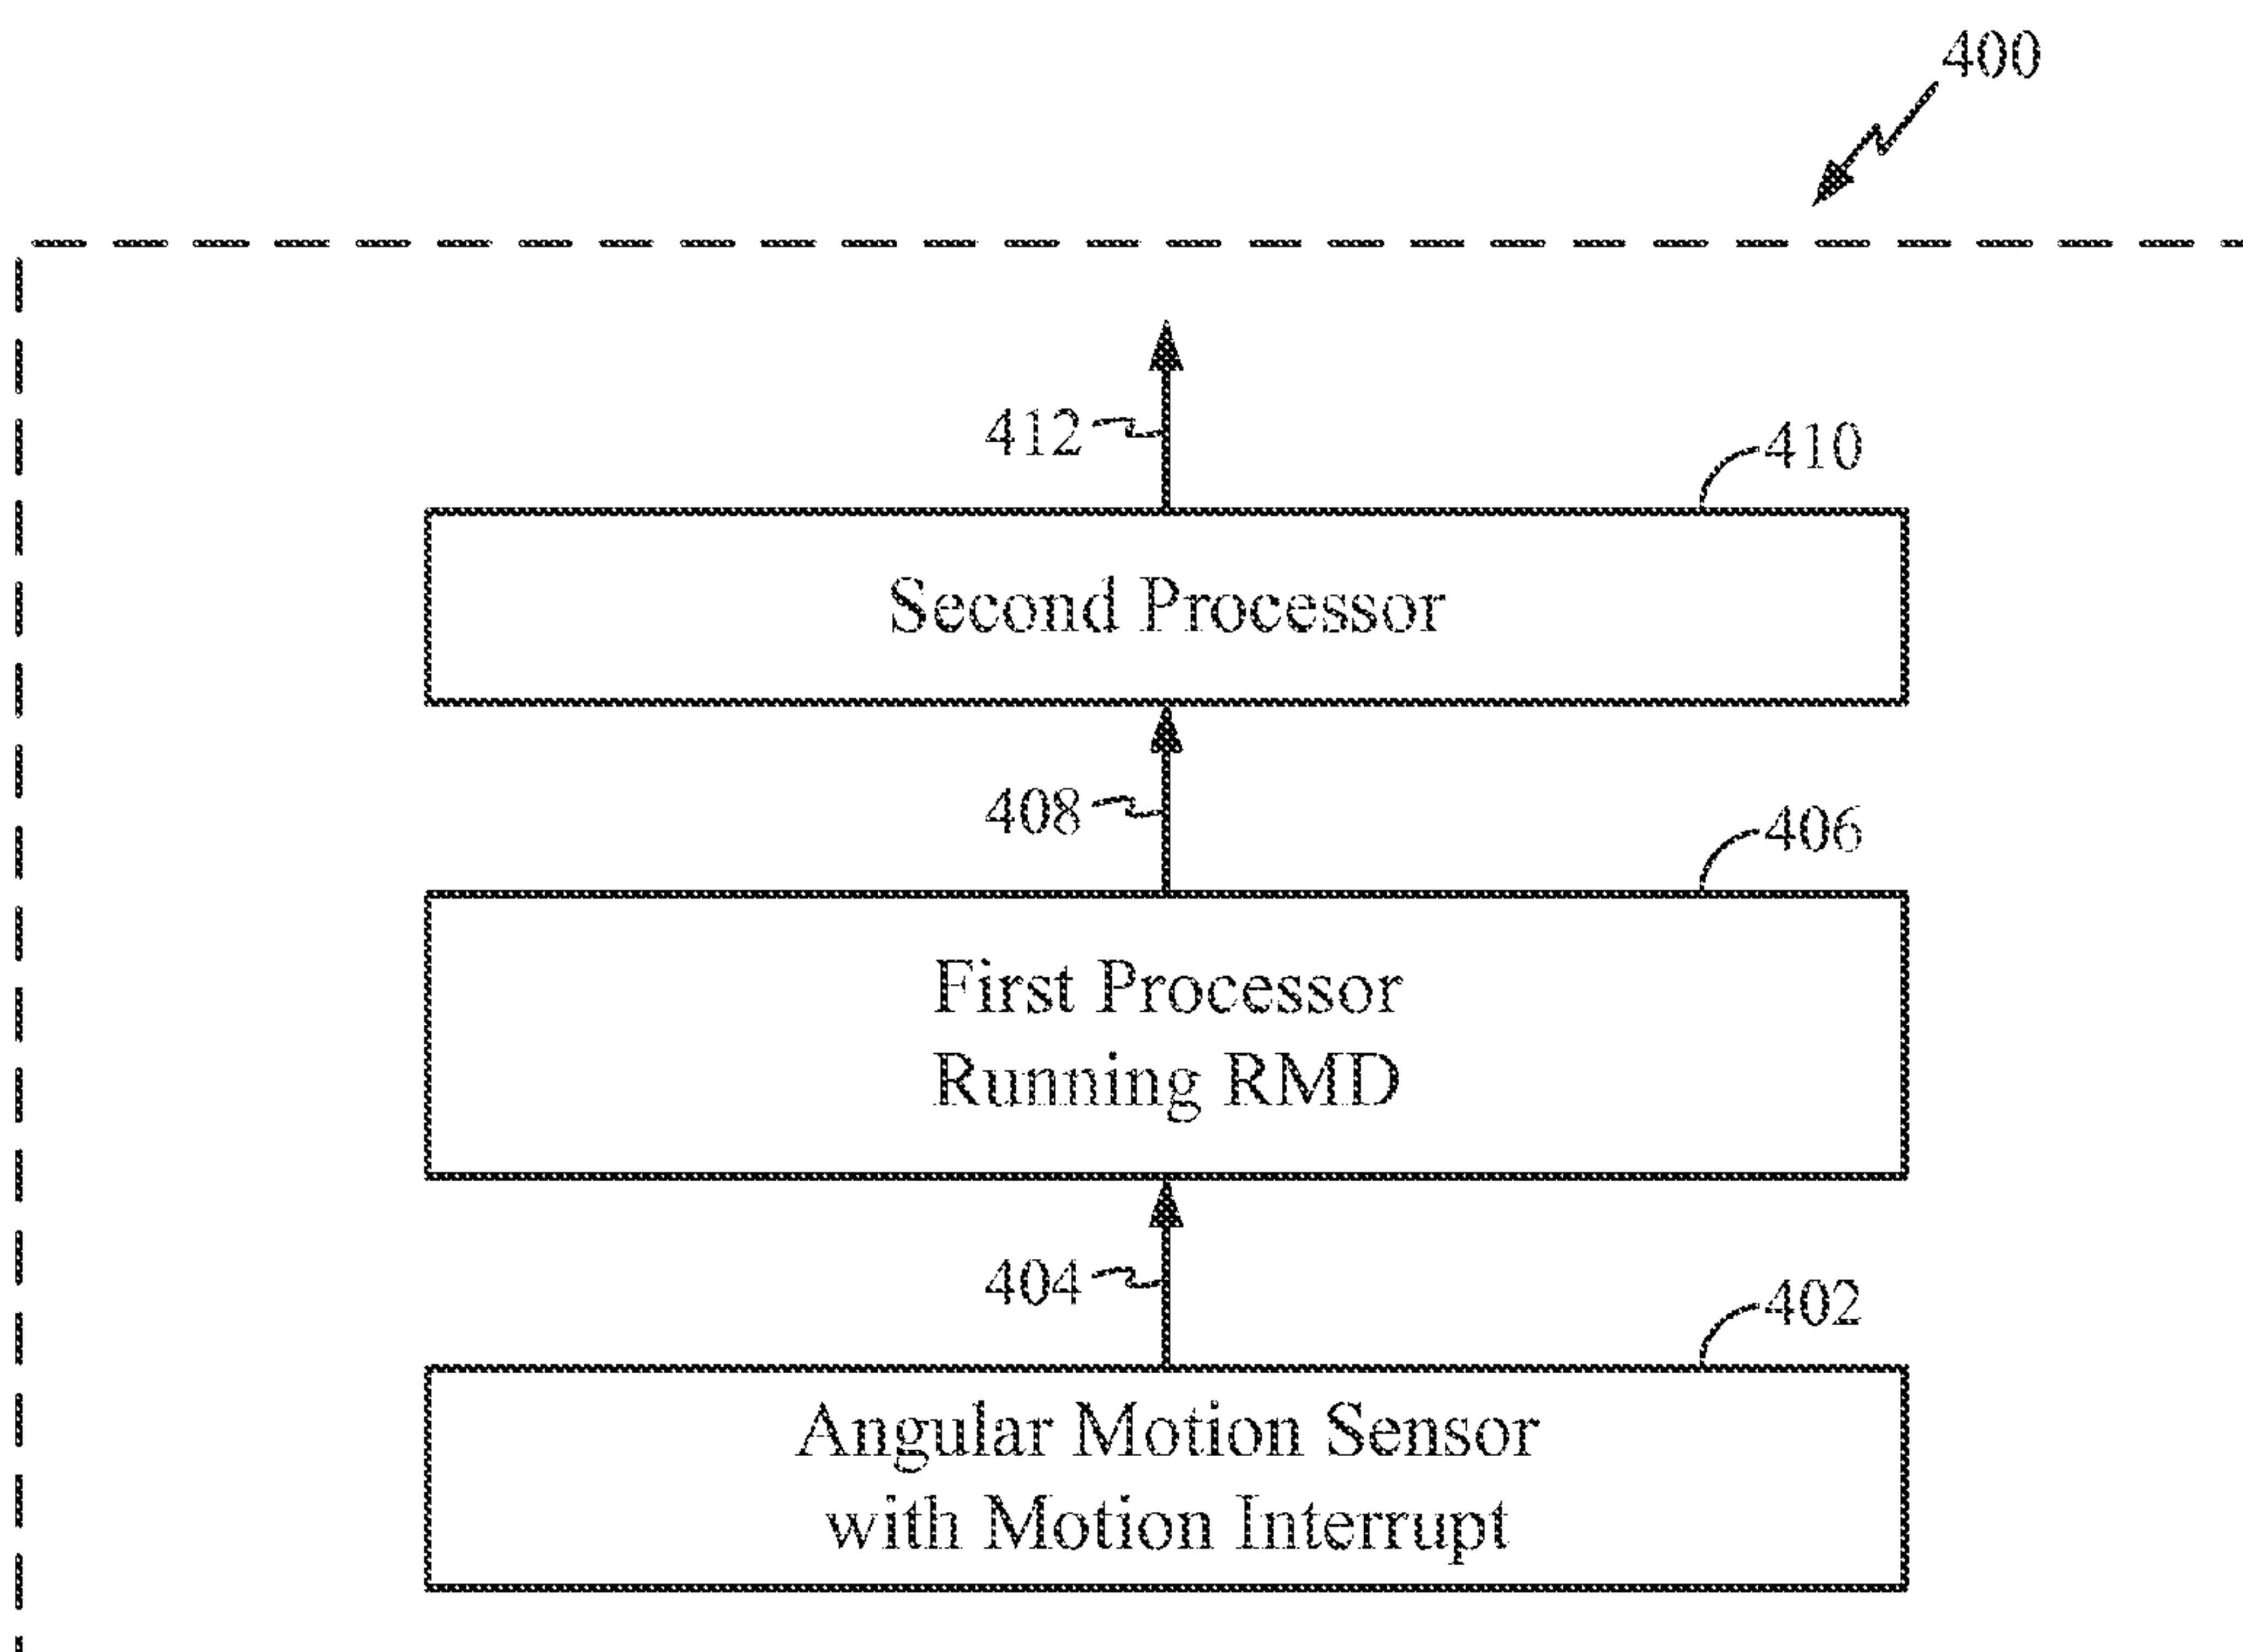 400
412
410
Second Processor
408
406
First Processor
Running RMD
404
402
Angular Motion Sensor
with Motion Interrupt